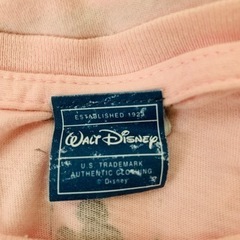 ESTABLISHED 1923
WALT DISNEY
U.S. TRADEMARK
AUTHENTIC CLOTHING
© Disney